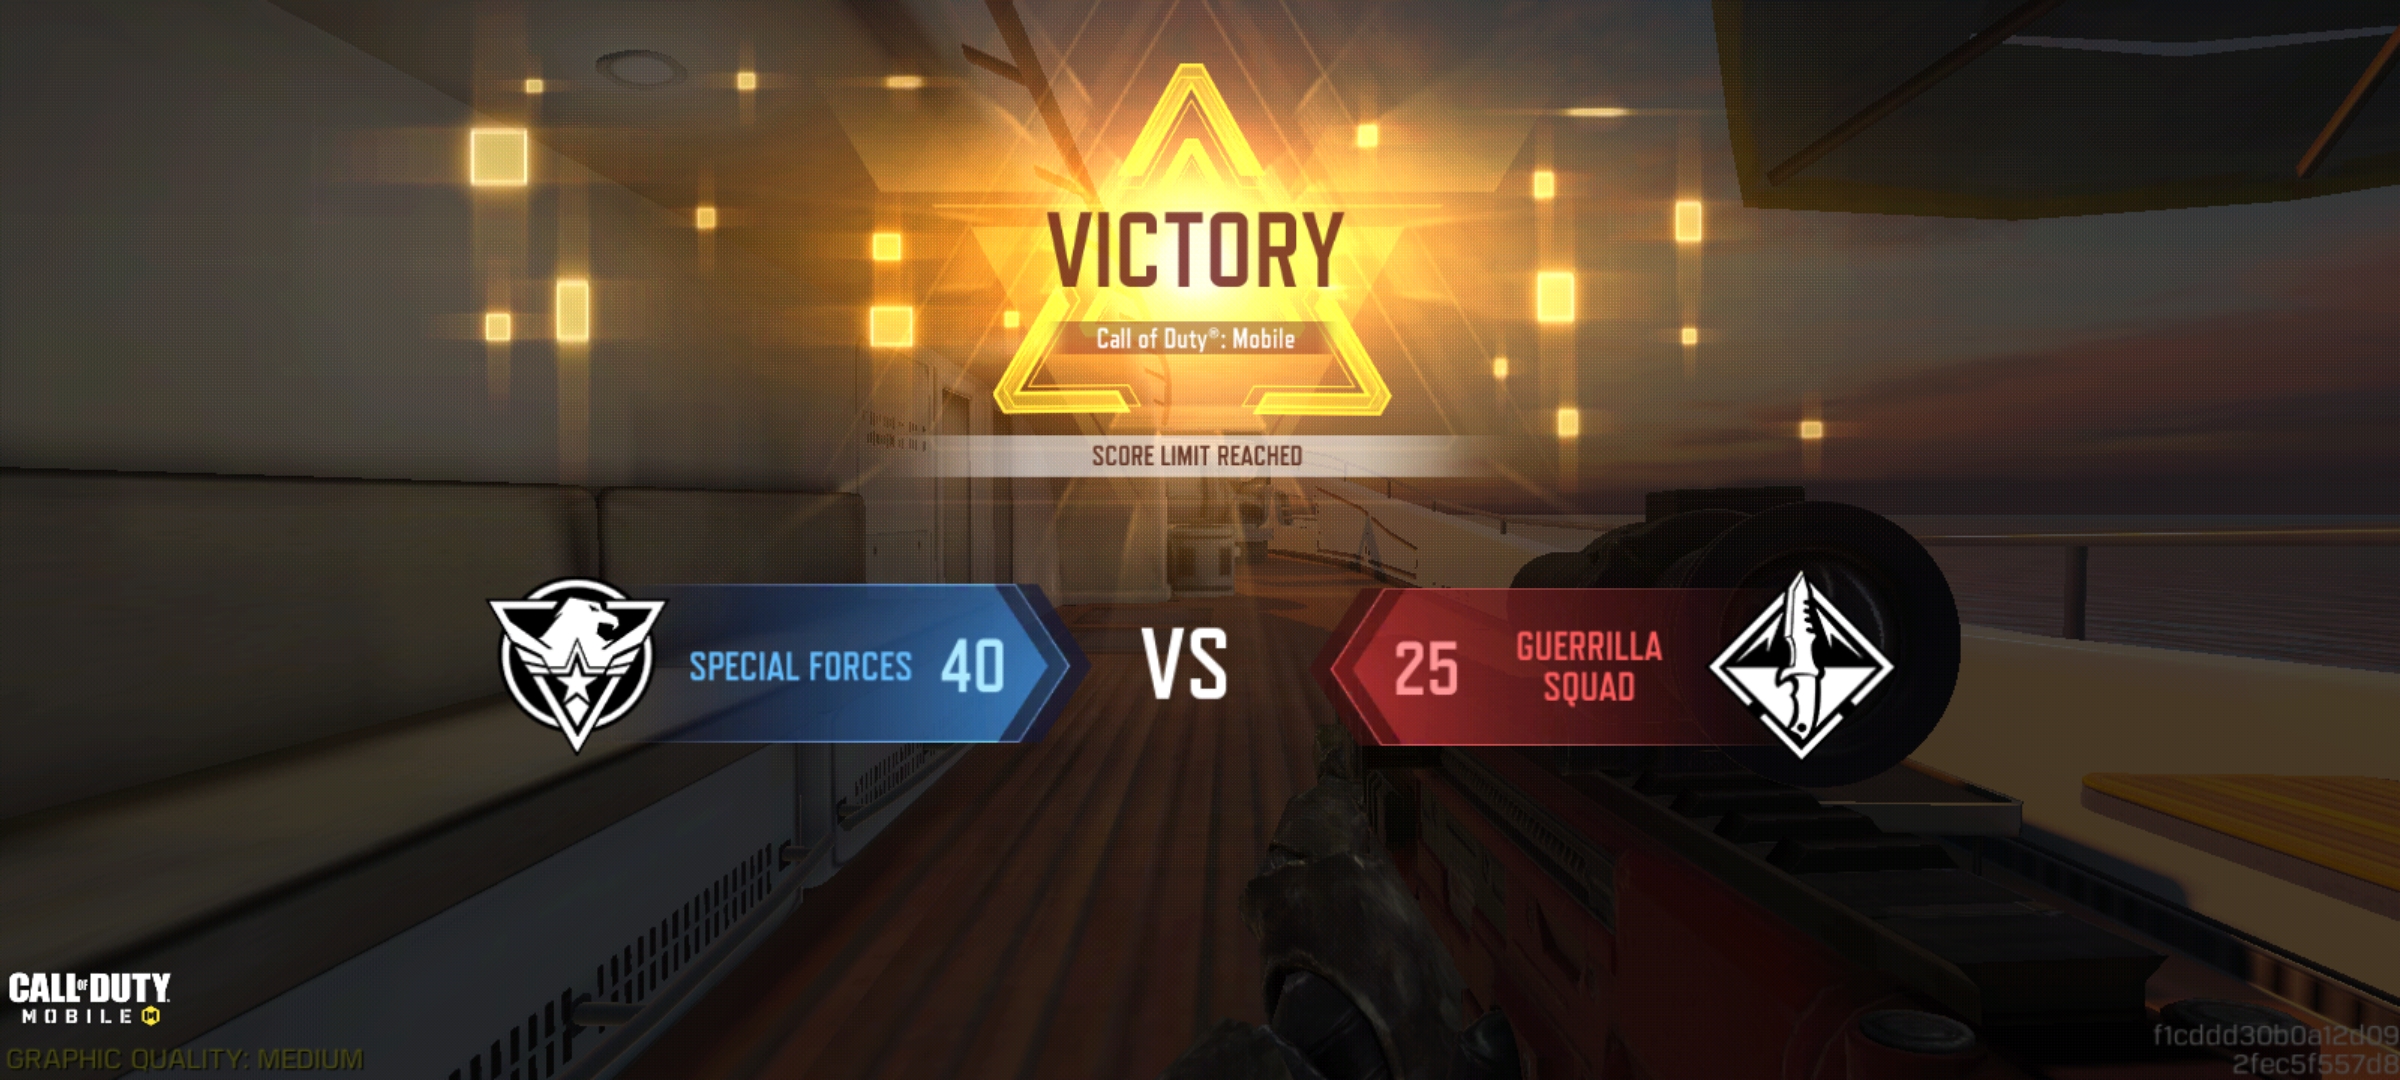 VICTORY
Call of Duty®: Mobile
SCORE LIMIT REACHED
SPECIAL FORCES 40 VS 25 GUERRILLA SQUAD
CALL OF DUTY
MOBILE
GRAPHIC QUALITY: MEDIUM
f1cddd30b0a12d09
2fec5f557d8